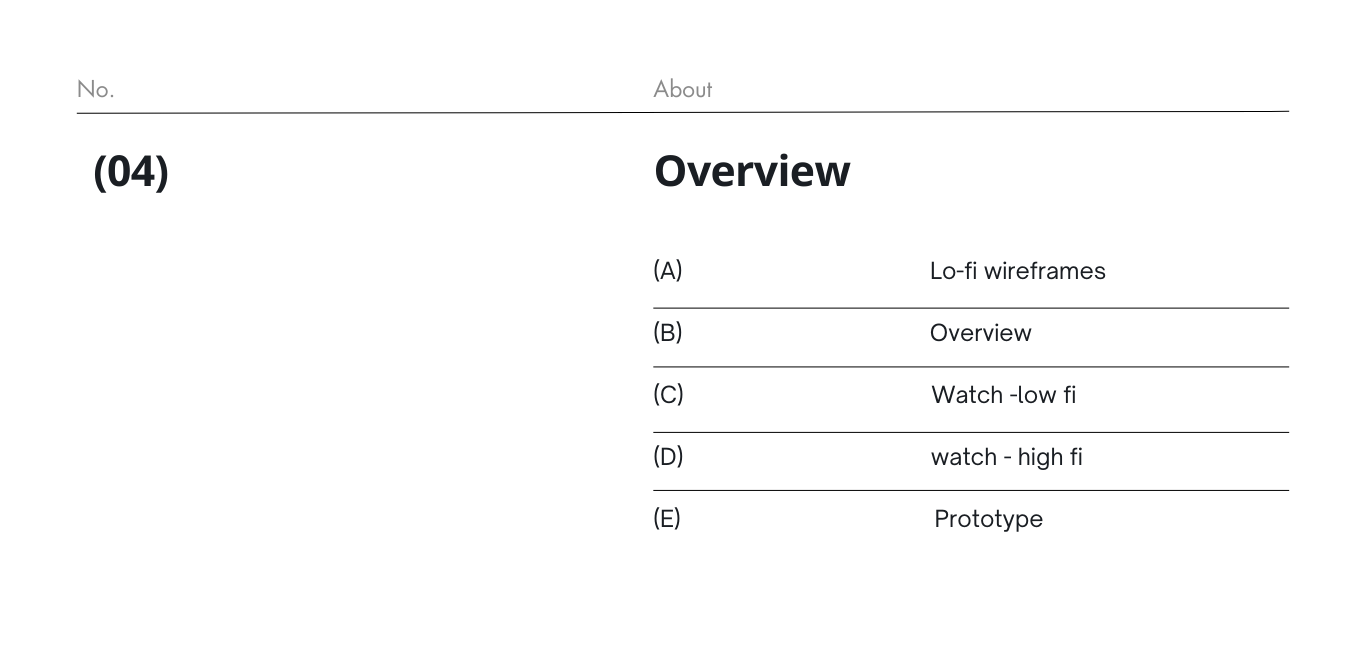 No. About
(04) Overview
(A) Lo-fi wireframes
(B) Overview
(C) Watch -low fi
(D) watch - high fi
(E) Prototype